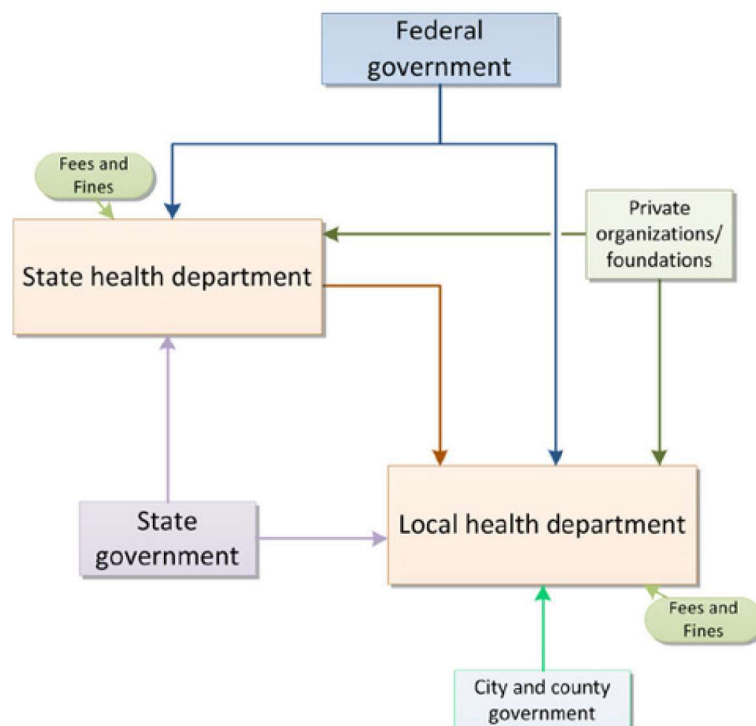 Federal
government
Fees and
Fines
Private
organizations/
foundations
State health department
State
government
Local health department
Fees and
Fines
City and county
government